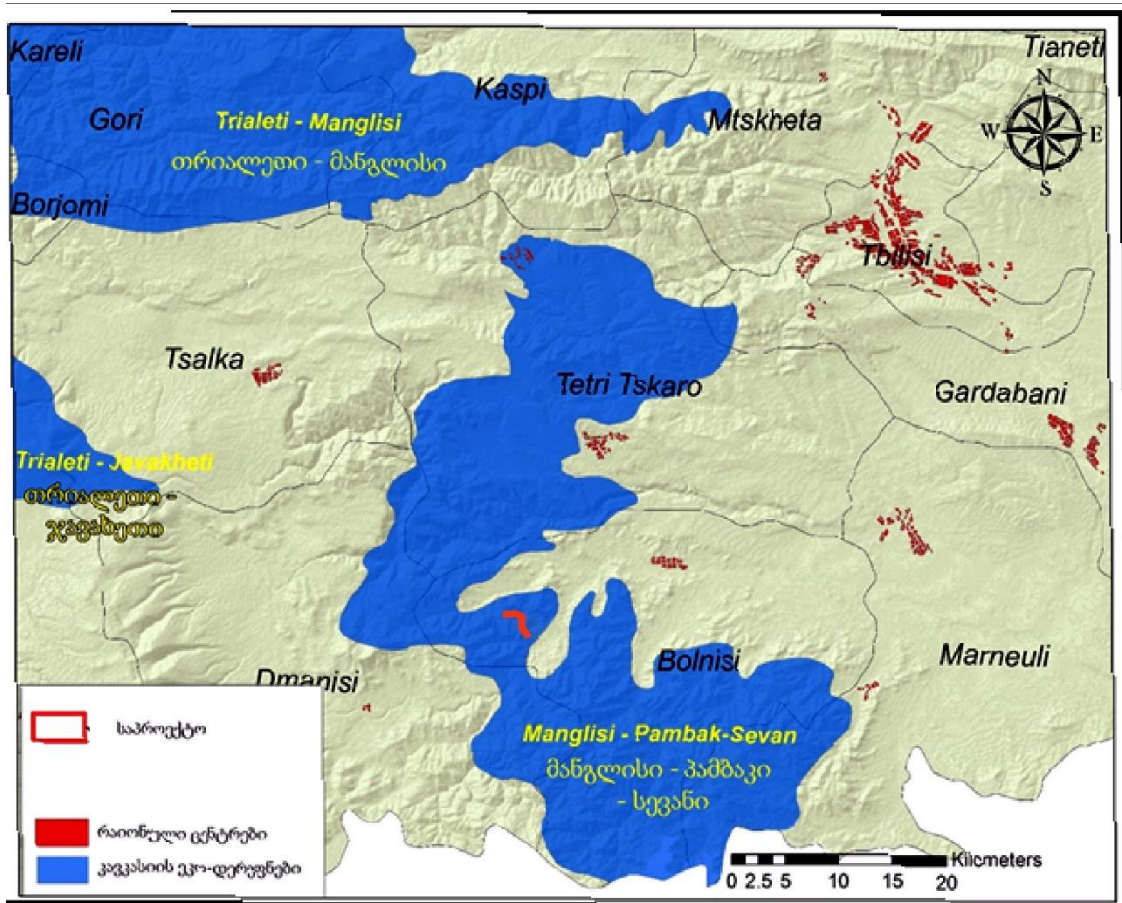 Kareli
Tianeti
N
Kaspi
Gori
Trialeti - Manglisi
Mtskheta
W
E
თრიალეთი - მანგლისი
S
Borjomi
Tbilisi
Tsalka
Tetri Tskaro
Gardabani
Trialeti - Javakheti
თრიალეთი -
ჯავახეთი
Bolnisi
Marneuli
Dmanisi
საპროექტო
Manglisi - Pambak-Sevan
მანგლისი - პამბაკი
- სევანი
რაიონული ცენტრები
კავკასიის ეკო-დერეფნები
Kilometers
0 2.5 5 10 15 20